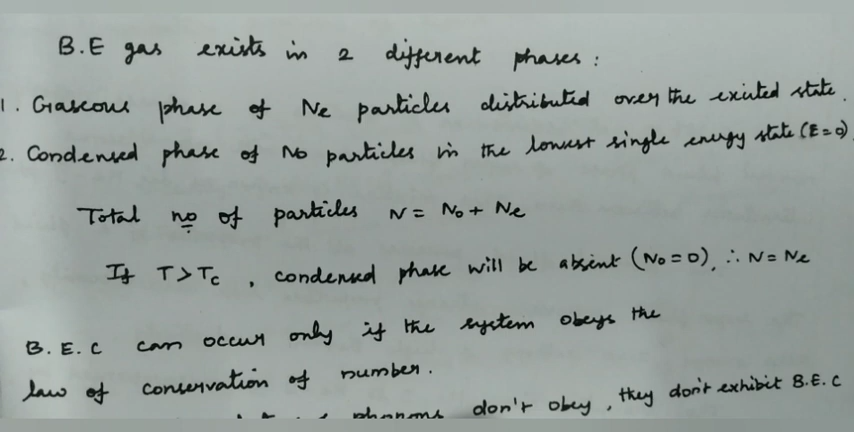 B.E gas exists in 2 different phases :
1. Gaseous phase of Ne particles distributed over the excited state.
2. Condensed phase of No particles in the lowest single energy state (E=0)
Total no of particles N = No + Ne
If T > Tc , condensed phase will be absent (No = 0), ∴ N = Ne
B.E.C can occur only if the system obeys the
law of conservation of number.
phonons don't obey, they don't exhibit B.E.C